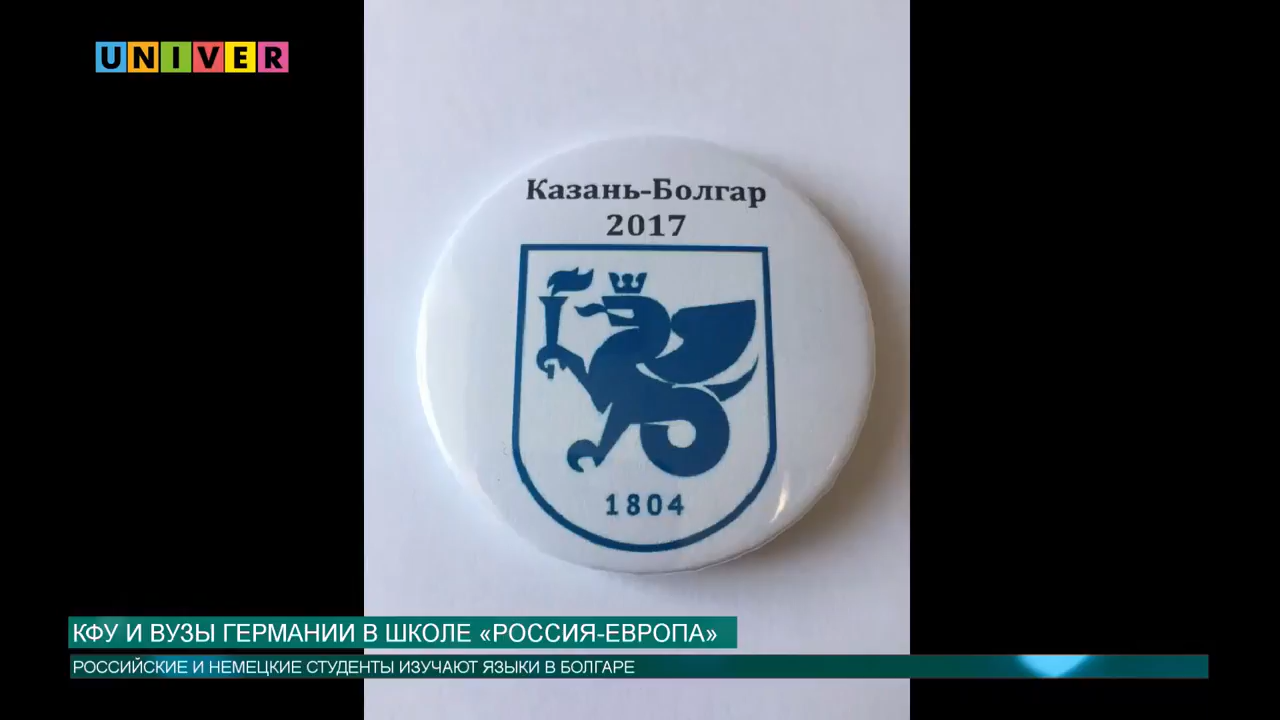 UNIVER
Казань-Болгар
2017
1804
КФУ И ВУЗЫ ГЕРМАНИИ В ШКОЛЕ «РОССИЯ-ЕВРОПА»
РОССИЙСКИЕ И НЕМЕЦКИЕ СТУДЕНТЫ ИЗУЧАЮТ ЯЗЫКИ В БОЛГАРЕ